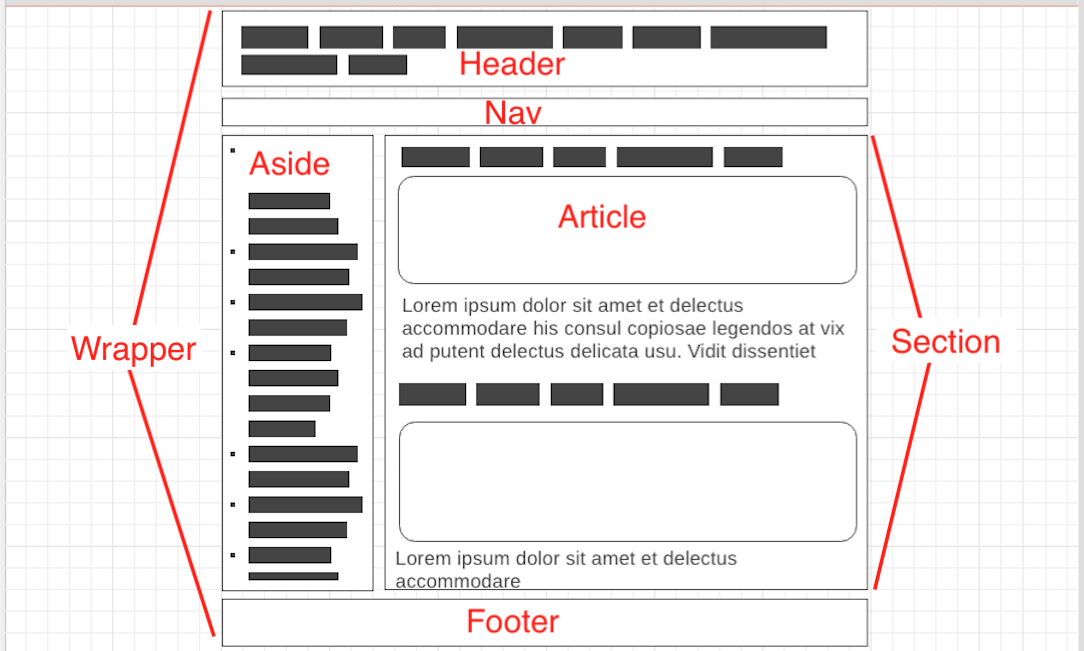 Header
Nav
Aside
Article
Lorem ipsum dolor sit amet et delectus
accommodare his consul copiosae legendos at vix
ad putent delectus delicata usu. Vidit dissentiet
Wrapper
Section
Lorem ipsum dolor sit amet et delectus
accommodare
Footer